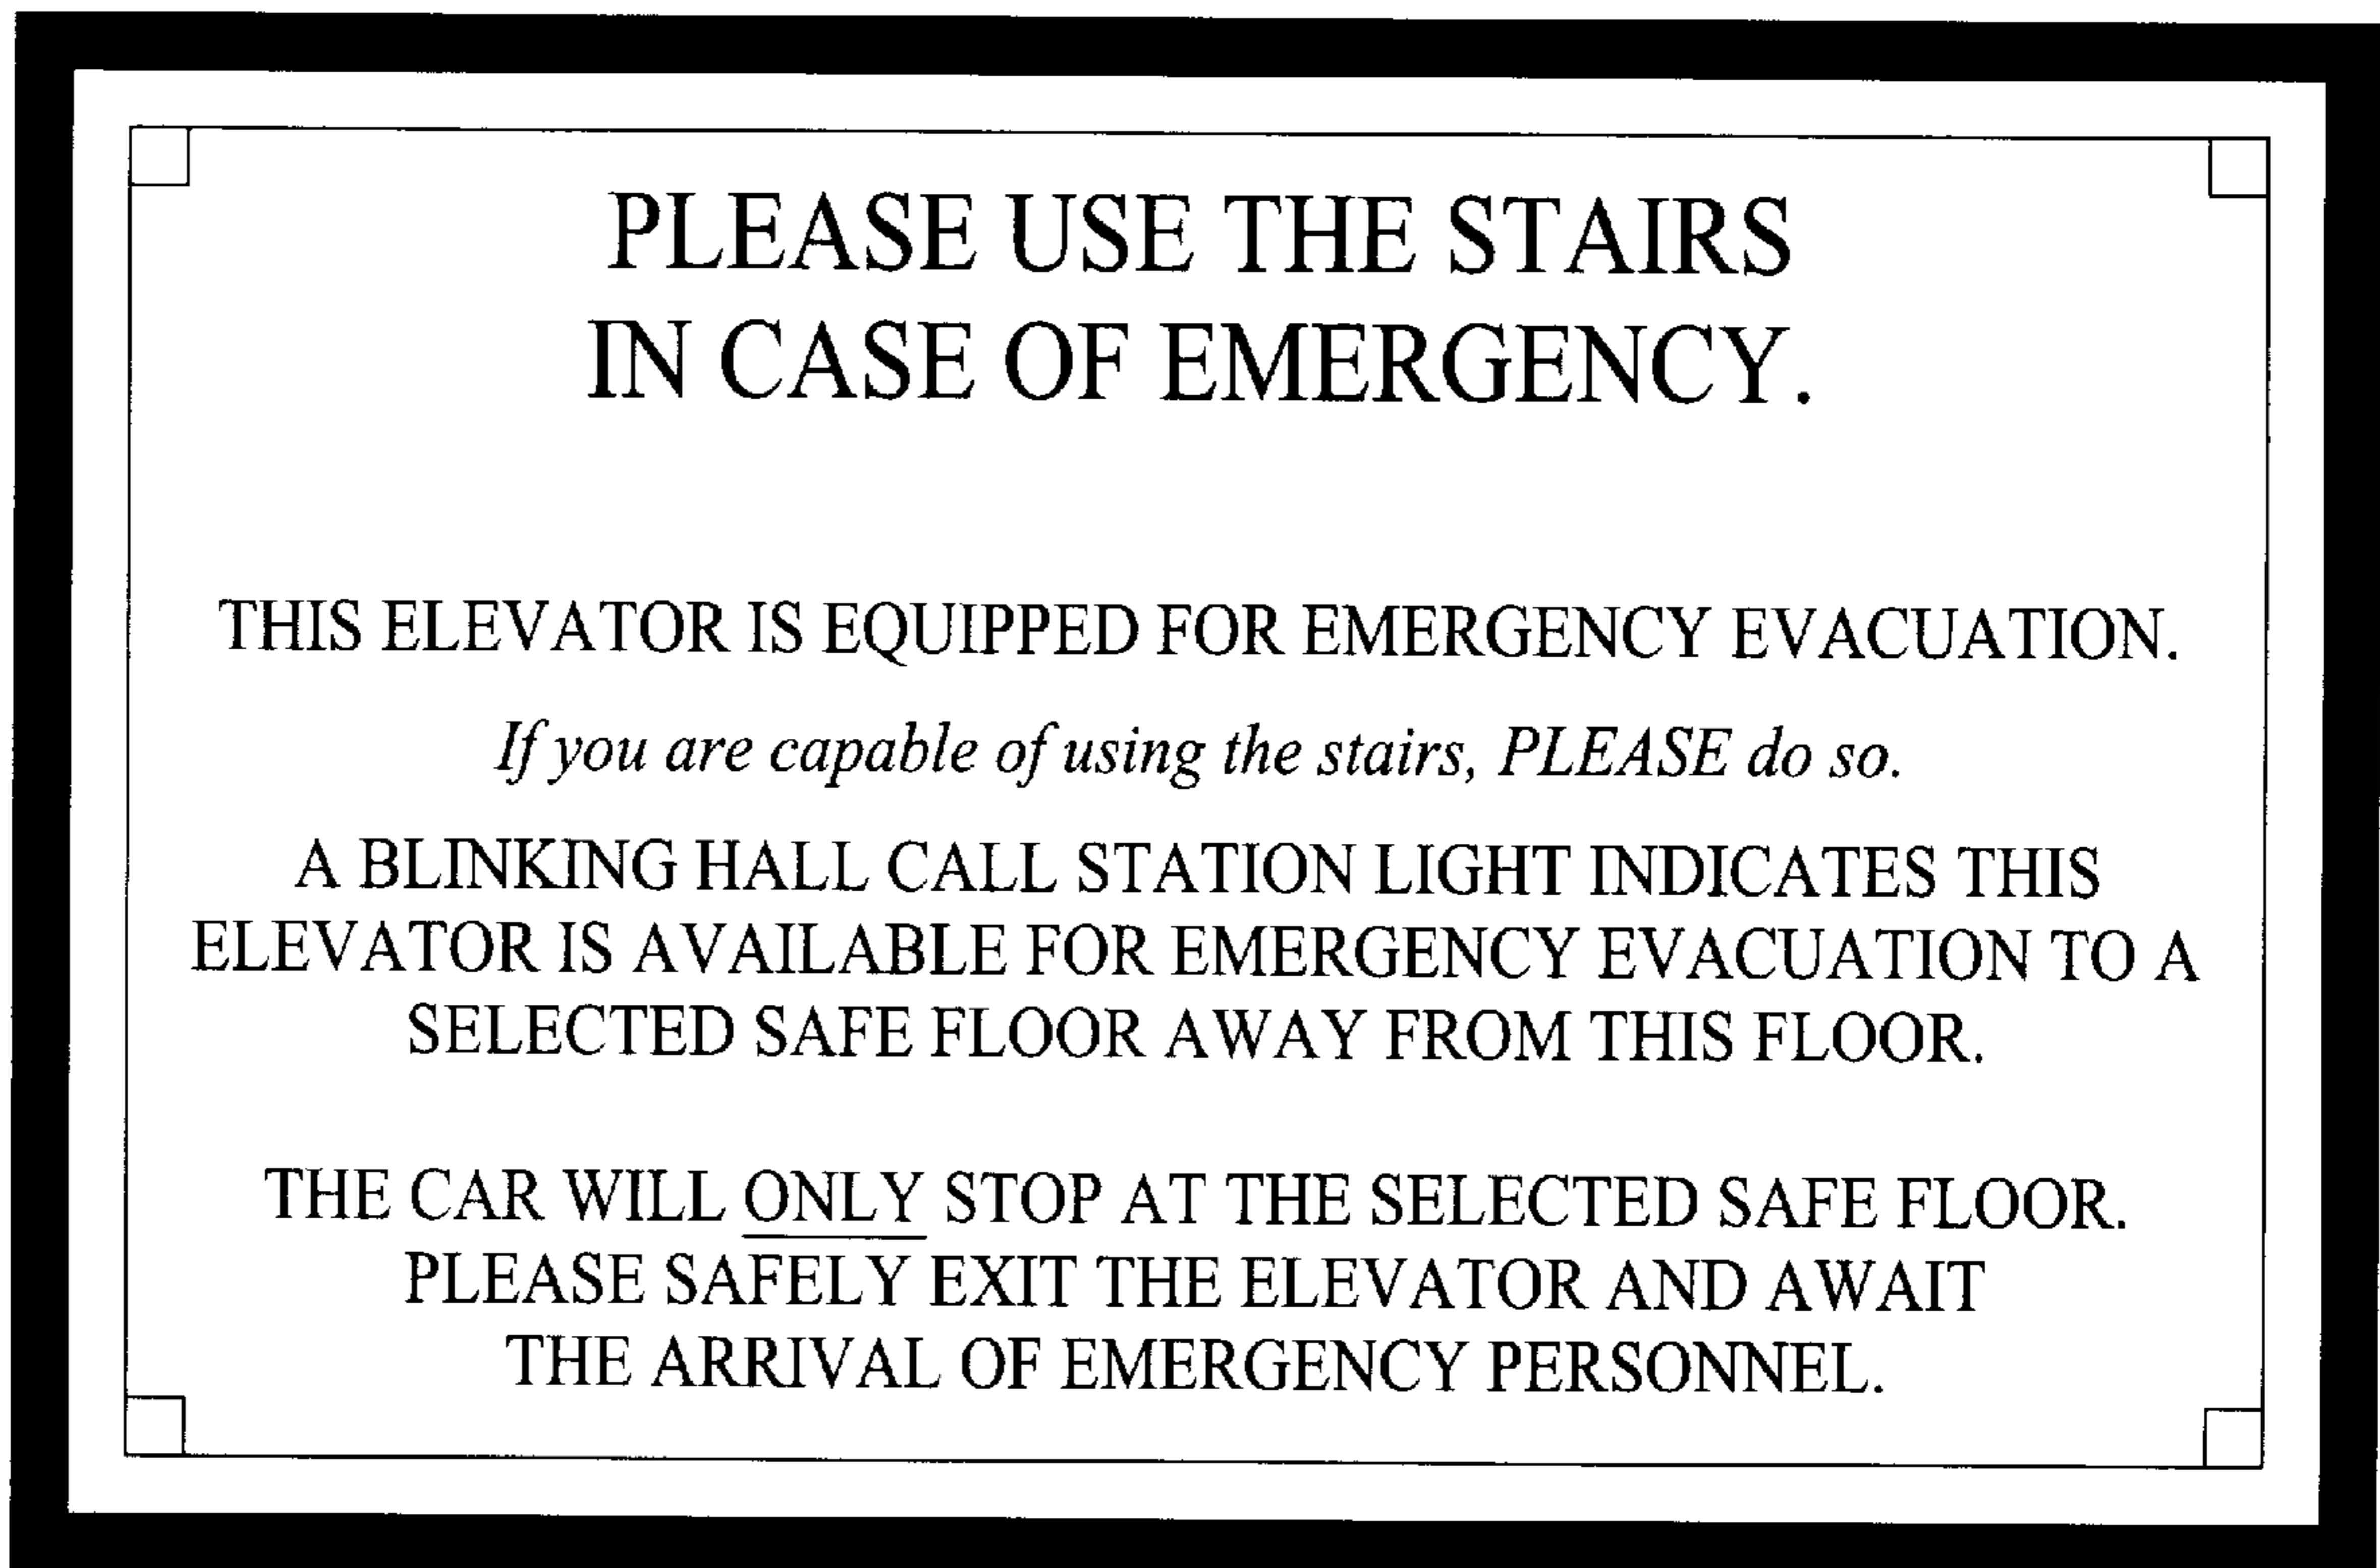 PLEASE USE THE STAIRS
IN CASE OF EMERGENCY.
THIS ELEVATOR IS EQUIPPED FOR EMERGENCY EVACUATION.
If you are capable of using the stairs, PLEASE do so.
A BLINKING HALL CALL STATION LIGHT INDICATES THIS
ELEVATOR IS AVAILABLE FOR EMERGENCY EVACUATION TO A
SELECTED SAFE FLOOR AWAY FROM THIS FLOOR.
THE CAR WILL ONLY STOP AT THE SELECTED SAFE FLOOR.
PLEASE SAFELY EXIT THE ELEVATOR AND AWAIT
THE ARRIVAL OF EMERGENCY PERSONNEL.